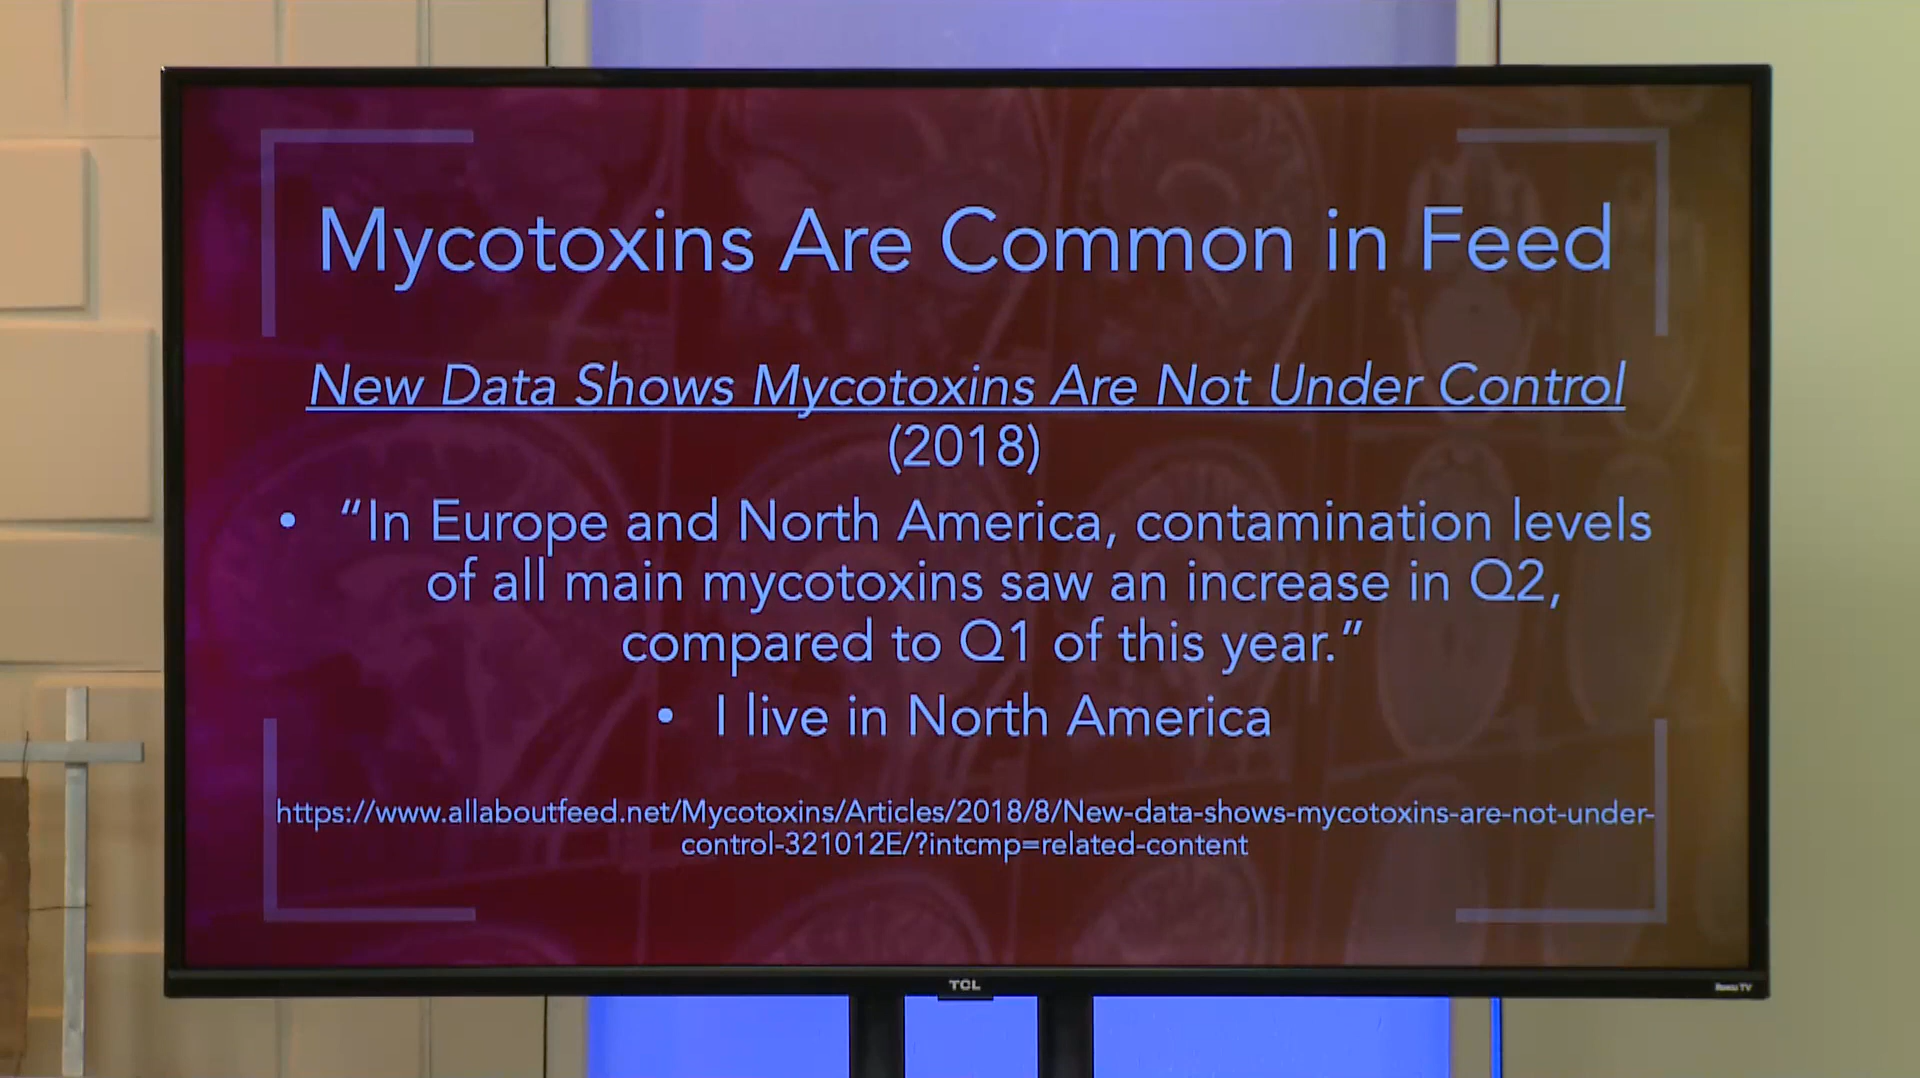 Mycotoxins Are Common in Feed
New Data Shows Mycotoxins Are Not Under Control
(2018)
• “In Europe and North America, contamination levels
of all main mycotoxins saw an increase in Q2,
compared to Q1 of this year.”
• I live in North America
https://www.allaboutfeed.net/Mycotoxins/Articles/2018/8/New-data-shows-mycotoxins-are-not-under-
control-321012E/?intcmp=related-content
TCL
Roku TV